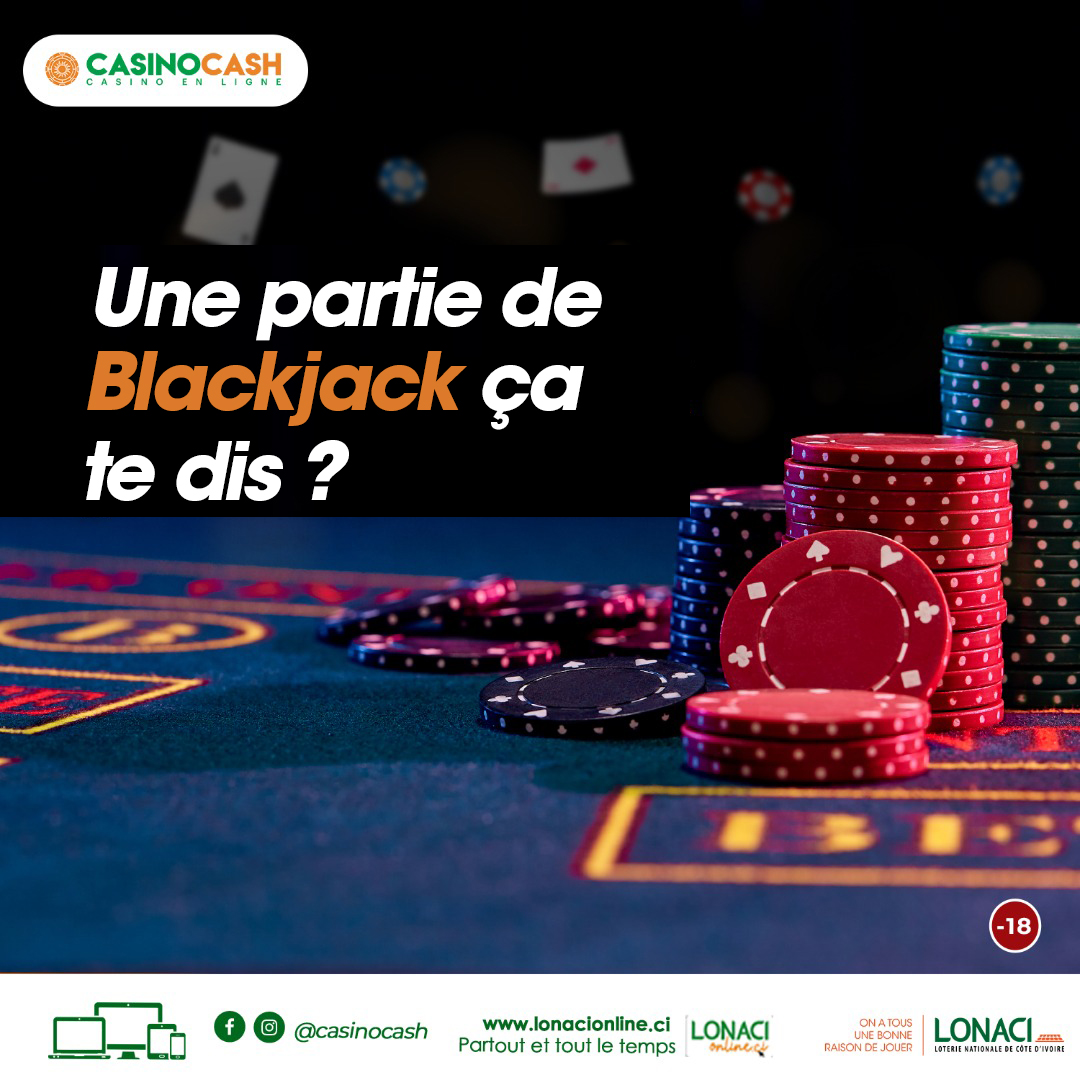 CASINOCASH
CASINO EN LIGNE
Une partie de
Blackjack ça
te dis ?
B
BE
-18
@casinocash
www.lonacionline.ci
Partout et tout le temps
LONACI
online.ci
ON A TOUS
UNE BONNE
RAISON DE JOUER
LONACI
LOTERIE NATIONALE DE CÔTE D'IVOIRE